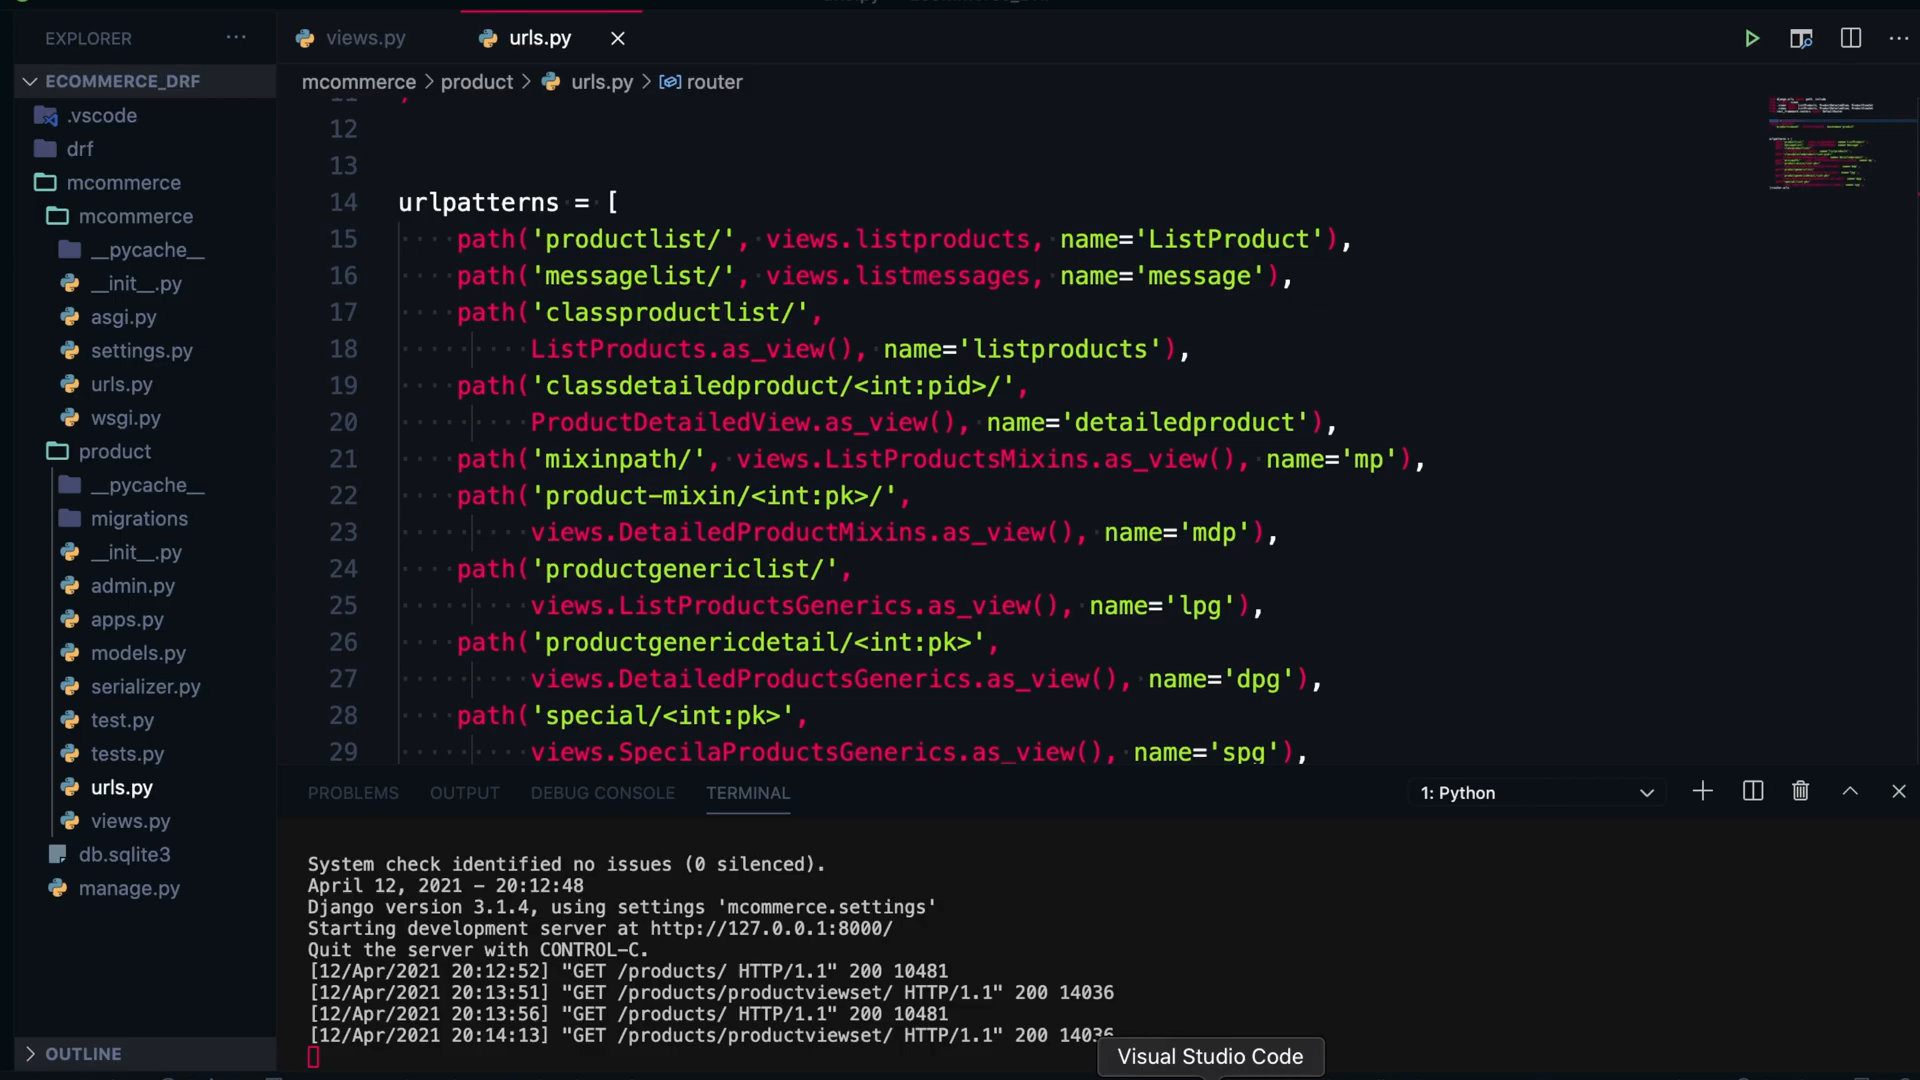 EXPLORER
views.py
urls.py
ECOMMERCE_DRF
mcommerce > product > urls.py > router
.vscode
drf
mcommerce
mcommerce
__pycache__
__init__.py
asgi.py
settings.py
urls.py
wsgi.py
product
__pycache__
migrations
__init__.py
admin.py
apps.py
models.py
serializer.py
test.py
tests.py
urls.py
views.py
db.sqlite3
manage.py
OUTLINE
12
13
14 urlpatterns = [
15 path('productlist/', views.listproducts, name='ListProduct'),
16 path('messagelist/', views.listmessages, name='message'),
17 path('classproductlist/',
18 ListProducts.as_view(), name='listproducts'),
19 path('classdetailedproduct/<int:pid>/',
20 ProductDetailedView.as_view(), name='detailedproduct'),
21 path('mixinpath/', views.ListProductsMixins.as_view(), name='mp'),
22 path('product-mixin/<int:pk>/',
23 views.DetailedProductMixins.as_view(), name='mdp'),
24 path('productgenericlist/',
25 views.ListProductsGenerics.as_view(), name='lpg'),
26 path('productgenericdetail/<int:pk>',
27 views.DetailedProductsGenerics.as_view(), name='dpg'),
28 path('special/<int:pk>',
29 views.SpecilaProductsGenerics.as_view(), name='spg'),
PROBLEMS OUTPUT DEBUG CONSOLE TERMINAL
1: Python
System check identified no issues (0 silenced).
April 12, 2021 - 20:12:48
Django version 3.1.4, using settings 'mcommerce.settings'
Starting development server at http://127.0.0.1:8000/
Quit the server with CONTROL-C.
[12/Apr/2021 20:12:52] "GET /products/ HTTP/1.1" 200 10481
[12/Apr/2021 20:13:51] "GET /products/productviewset/ HTTP/1.1" 200 14036
[12/Apr/2021 20:13:56] "GET /products/ HTTP/1.1" 200 10481
[12/Apr/2021 20:14:13] "GET /products/productviewset/ HTTP/1.1" 200 14036
Visual Studio Code